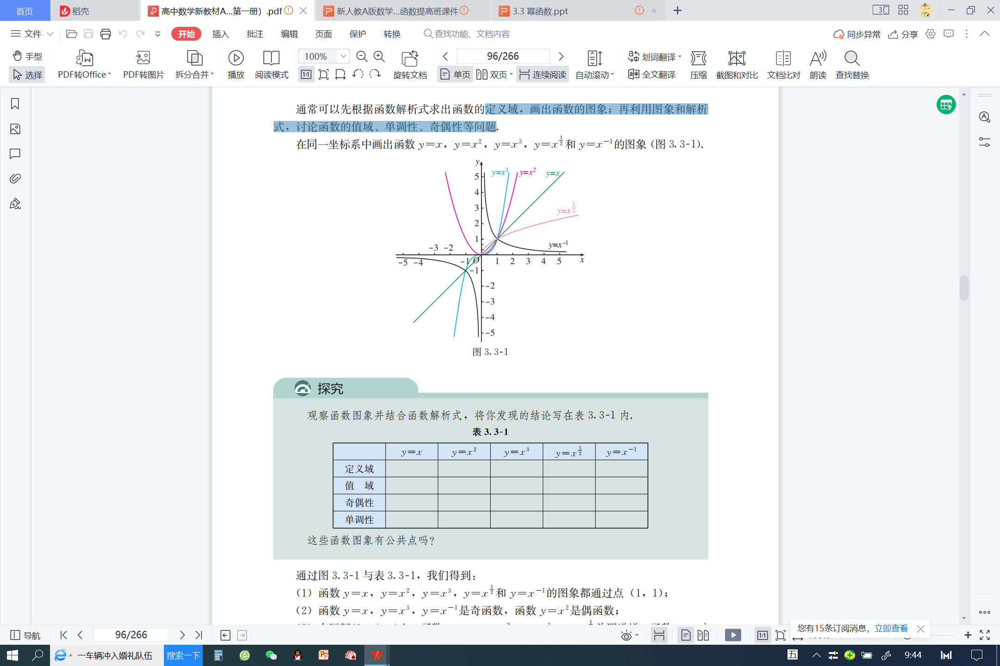 首页
稻壳
高中数学新教材A...第一册）.pdf
新人教A版数学...函数提高班课件
3.3 幂函数.ppt
文件
开始
插入
批注
编辑
页面
保护
转换
查找功能、文档内容
同步异常
分享
手型
选择
PDF转Office
PDF转图片
拆分合并
播放
阅读模式
100%
旋转文档
96/266
单页
双页
连续阅读
自动滚动
划词翻译
全文翻译
压缩
截图和对比
文档比对
朗读
查找替换
通常可以先根据函数解析式求出函数的定义域，画出函数的图象；再利用图象和解析
式，讨论函数的值域、单调性、奇偶性等问题.
在同一坐标系中画出函数 y=x，y=x²，y=x³，y=x^{1/2}和 y=x⁻¹的图象（图 3.3-1）.
y
y=x³
y=x²
y=x
5
4
3
2
1
y=x^{1/2}
y=x⁻¹
-3 -2
-5 -4
-1 O 1 2 3 4 5 x
-1
-2
-3
-4
-5
图 3.3-1
探究
观察函数图象并结合函数解析式，将你发现的结论写在表 3.3-1 内.
表 3.3-1
y=x y=x² y=x³ y=x^{1/2} y=x⁻¹
定义域
值 域
奇偶性
单调性
这些函数图象有公共点吗？
通过图 3.3-1 与表 3.3-1，我们得到：
（1）函数 y=x，y=x²，y=x³，y=x^{1/2}和 y=x⁻¹的图象都通过点（1，1）；
（2）函数 y=x，y=x³，y=x⁻¹是奇函数，函数 y=x²是偶函数；
导航
96/266
您有15条订阅消息，立即查看
一车辆冲入婚礼队伍
搜索一下
五
9:44